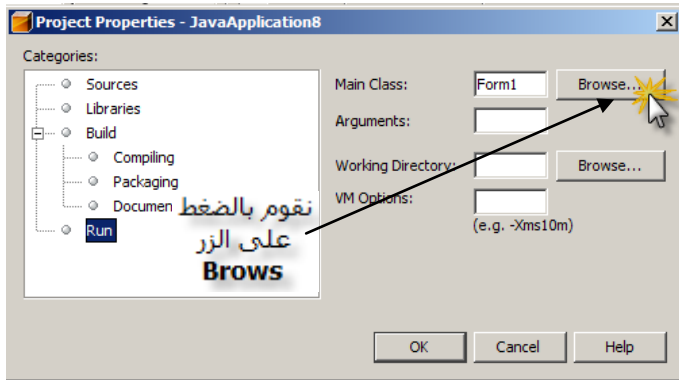 Project Properties - JavaApplication8
Categories:
Sources
Libraries
Build
Compiling
Packaging
Documen
Run
نقوم بالضغط
على الزر
Brows
Main Class: Form1 Browse...
Arguments:
Working Directory: Browse...
VM Options:
(e.g. -Xms10m)
OK Cancel Help